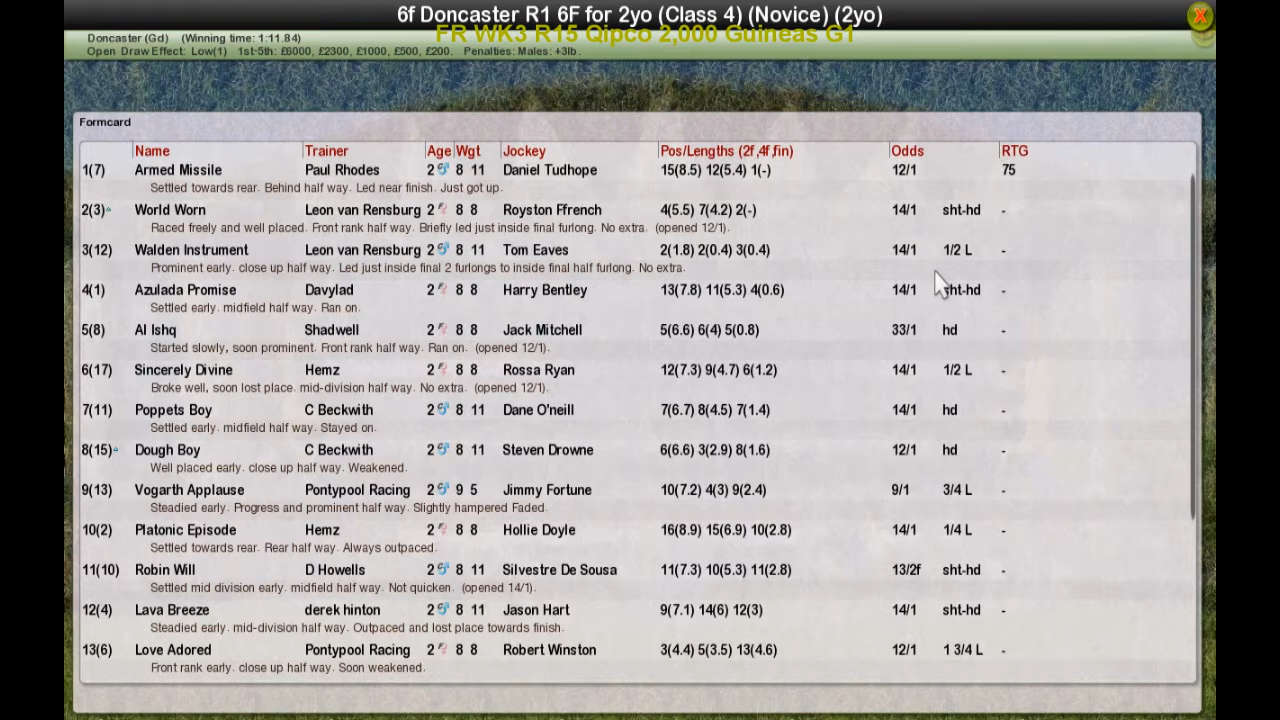 6f Doncaster R1 6F for 2yo (Class 4) (Novice) (2yo)
FR WK3 R15 Qipco 2,000 Guineas G1
Doncaster (Gd) (Winning time: 1:11.84)
Open Draw Effect: Low(1) 1st-5th: £6000, £2300, £1000, £500, £200. Penalties: Males: +3lb.
Formcard
Name Trainer Age Wgt Jockey Pos/Lengths (2f,4f,fin) Odds RTG
1(7) Armed Missile Paul Rhodes 2 8 11 Daniel Tudhope 15(8.5) 12(5.4) 1(-) 12/1 75
Settled towards rear. Behind half way. Led near finish. Just got up.
2(3) World Worn Leon van Rensburg 2 8 8 Royston Ffrench 4(5.5) 7(4.2) 2(-) 14/1 sht-hd -
Raced freely and well placed. Front rank half way. Briefly led just inside final furlong. No extra. (opened 12/1).
3(12) Walden Instrument Leon van Rensburg 2 8 11 Tom Eaves 2(1.8) 2(0.4) 3(0.4) 14/1 1/2 L -
Prominent early. close up half way. Led just inside final 2 furlongs to inside final half furlong. No extra.
4(1) Azulada Promise Davylad 2 8 8 Harry Bentley 13(7.8) 11(5.3) 4(0.6) 14/1 sht-hd -
Settled early. midfield half way. Ran on.
5(8) Al Ishq Shadwell 2 8 8 Jack Mitchell 5(6.6) 6(4) 5(0.8) 33/1 hd -
Started slowly, soon prominent. Front rank half way. Ran on. (opened 12/1).
6(17) Sincerely Divine Hemz 2 8 8 Rossa Ryan 12(7.3) 9(4.7) 6(1.2) 14/1 1/2 L -
Broke well, soon lost place. mid-division half way. No extra. (opened 12/1).
7(11) Poppets Boy C Beckwith 2 8 11 Dane O'neill 7(6.7) 8(4.5) 7(1.4) 14/1 hd -
Settled early. midfield half way. Stayed on.
8(15) Dough Boy C Beckwith 2 8 11 Steven Drowne 6(6.6) 3(2.9) 8(1.6) 12/1 hd -
Well placed early. close up half way. Weakened.
9(13) Vogarth Applause Pontypool Racing 2 9 5 Jimmy Fortune 10(7.2) 4(3) 9(2.4) 9/1 3/4 L -
Steadied early. Progress and prominent half way. Slightly hampered Faded.
10(2) Platonic Episode Hemz 2 8 8 Hollie Doyle 16(8.9) 15(6.9) 10(2.8) 14/1 1/4 L -
Settled towards rear. Rear half way. Always outpaced.
11(10) Robin Will D Howells 2 8 11 Silvestre De Sousa 11(7.3) 10(5.3) 11(2.8) 13/2f sht-hd -
Settled mid division early. midfield half way. Not quicken. (opened 14/1).
12(4) Lava Breeze derek hinton 2 8 11 Jason Hart 9(7.1) 14(6) 12(3) 14/1 sht-hd -
Steadied early. mid-division half way. Outpaced and lost place towards finish.
13(6) Love Adored Pontypool Racing 2 8 8 Robert Winston 3(4.4) 5(3.5) 13(4.6) 12/1 1 3/4 L -
Front rank early. close up half way. Soon weakened.